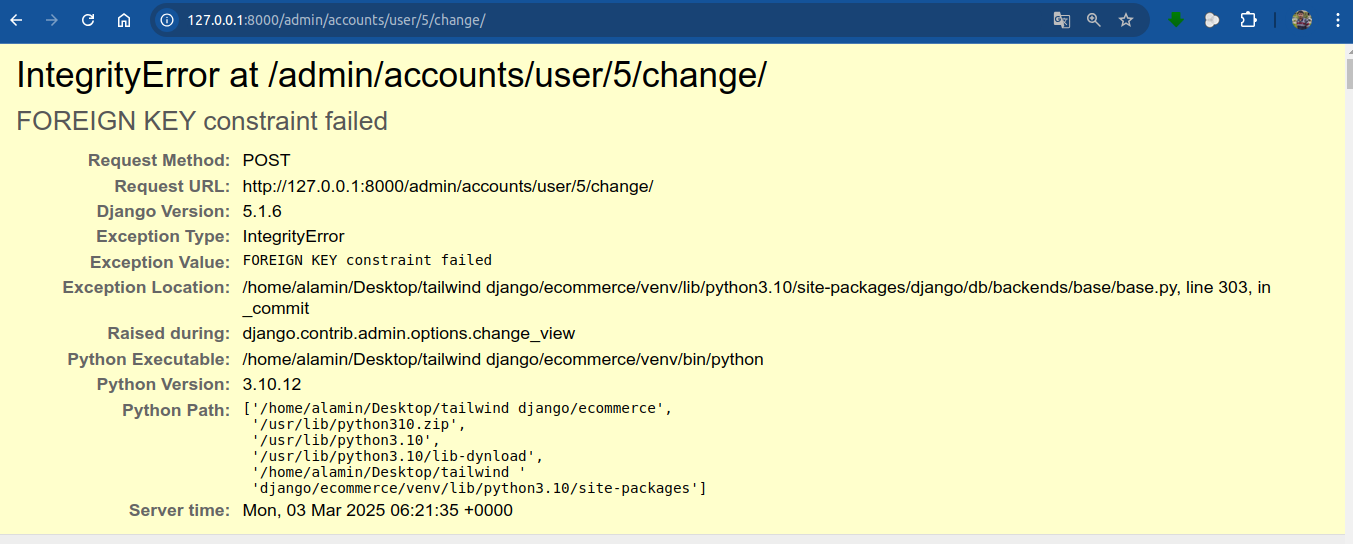 127.0.0.1:8000/admin/accounts/user/5/change/
IntegrityError at /admin/accounts/user/5/change/
FOREIGN KEY constraint failed
Request Method: POST
Request URL: http://127.0.0.1:8000/admin/accounts/user/5/change/
Django Version: 5.1.6
Exception Type: IntegrityError
Exception Value: FOREIGN KEY constraint failed
Exception Location: /home/alamin/Desktop/tailwind django/ecommerce/venv/lib/python3.10/site-packages/django/db/backends/base/base.py, line 303, in
_commit
Raised during: django.contrib.admin.options.change_view
Python Executable: /home/alamin/Desktop/tailwind django/ecommerce/venv/bin/python
Python Version: 3.10.12
Python Path: ['/home/alamin/Desktop/tailwind django/ecommerce',
'/usr/lib/python310.zip',
'/usr/lib/python3.10',
'/usr/lib/python3.10/lib-dynload',
'/home/alamin/Desktop/tailwind '
'django/ecommerce/venv/lib/python3.10/site-packages']
Server time: Mon, 03 Mar 2025 06:21:35 +0000